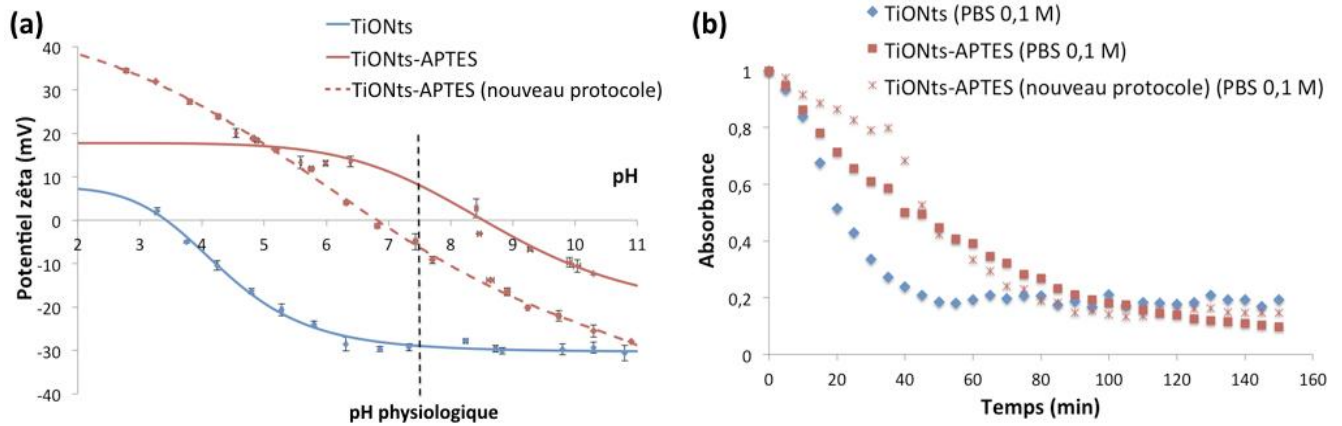 (a)
TiONts
TiONts-APTES
TiONts-APTES (nouveau protocole)
Potentiel zêta (mV)
40
30
20
10
0
-10
-20
-30
-40
2 3 4 5 6 7 8 9 10 11
pH
pH physiologique
(b)
TiONts (PBS 0,1 M)
TiONts-APTES (PBS 0,1 M)
TiONts-APTES (nouveau protocole) (PBS 0,1 M)
Absorbance
1
0,8
0,6
0,4
0,2
0
0 20 40 60 80 100 120 140 160
Temps (min)